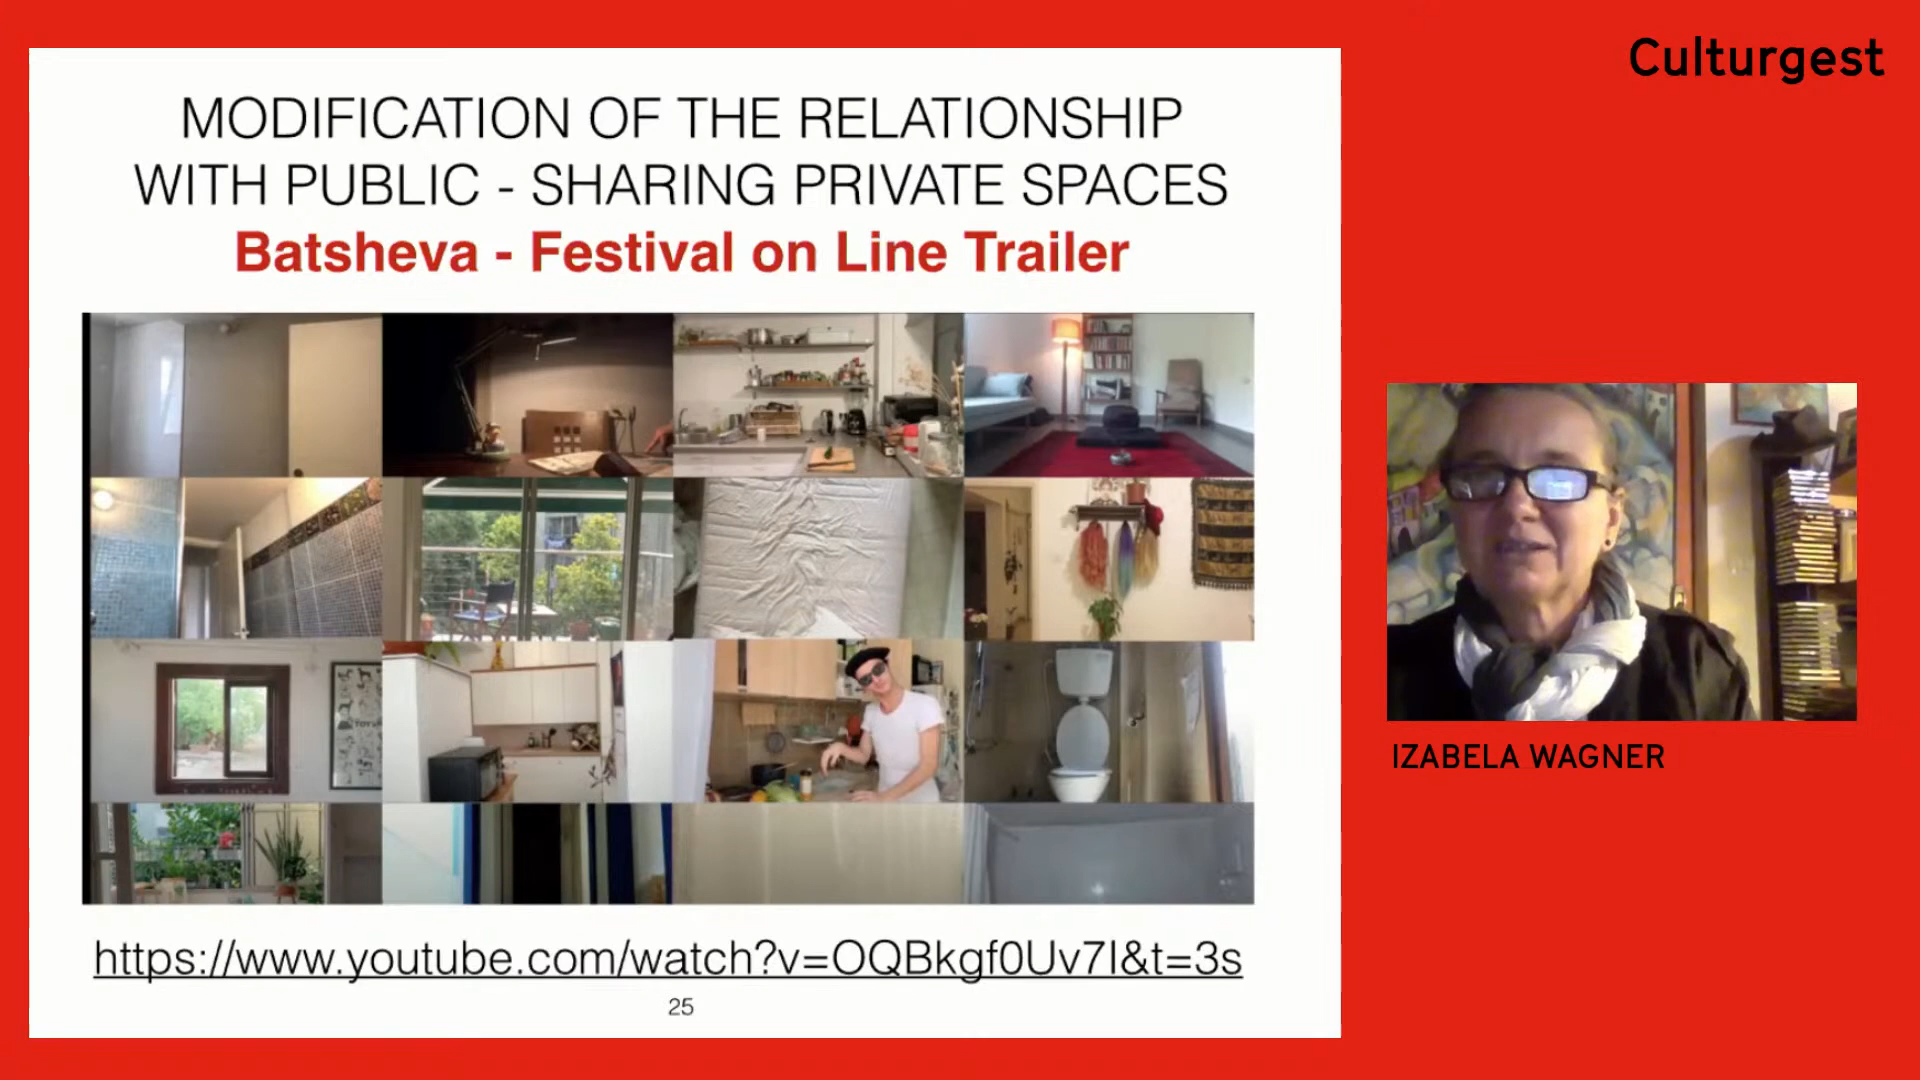 Culturgest
MODIFICATION OF THE RELATIONSHIP
WITH PUBLIC - SHARING PRIVATE SPACES
Batsheva - Festival on Line Trailer
https://www.youtube.com/watch?v=OQBkgf0Uv7I&t=3s
25
IZABELA WAGNER